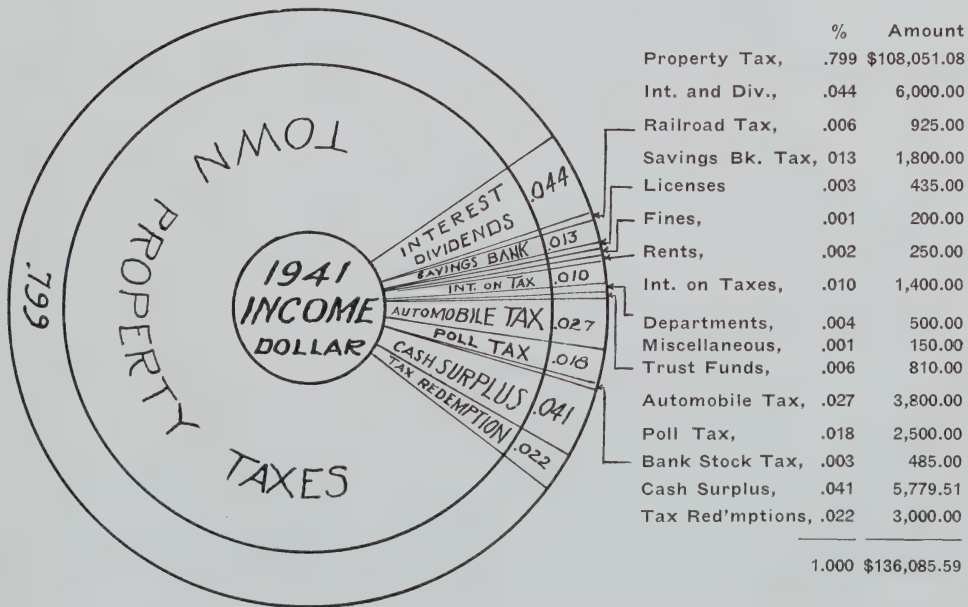 TOWN
PROPERTY
TAXES
.799
1941
INCOME
DOLLAR
INTEREST
DIVIDENDS
.044
SAVINGS BANK
.013
INT. ON TAX
.010
AUTOMOBILE TAX
.027
POLL TAX
.018
CASH SURPLUS
.041
TAX REDEMPTION
.022
% Amount
Property Tax, .799 $108,051.08
Int. and Div., .044 6,000.00
Railroad Tax, .006 925.00
Savings Bk. Tax, 013 1,800.00
Licenses .003 435.00
Fines, .001 200.00
Rents, .002 250.00
Int. on Taxes, .010 1,400.00
Departments, .004 500.00
Miscellaneous, .001 150.00
Trust Funds, .006 810.00
Automobile Tax, .027 3,800.00
Poll Tax, .018 2,500.00
Bank Stock Tax, .003 485.00
Cash Surplus, .041 5,779.51
Tax Red'mptions, .022 3,000.00
1.000 $136,085.59